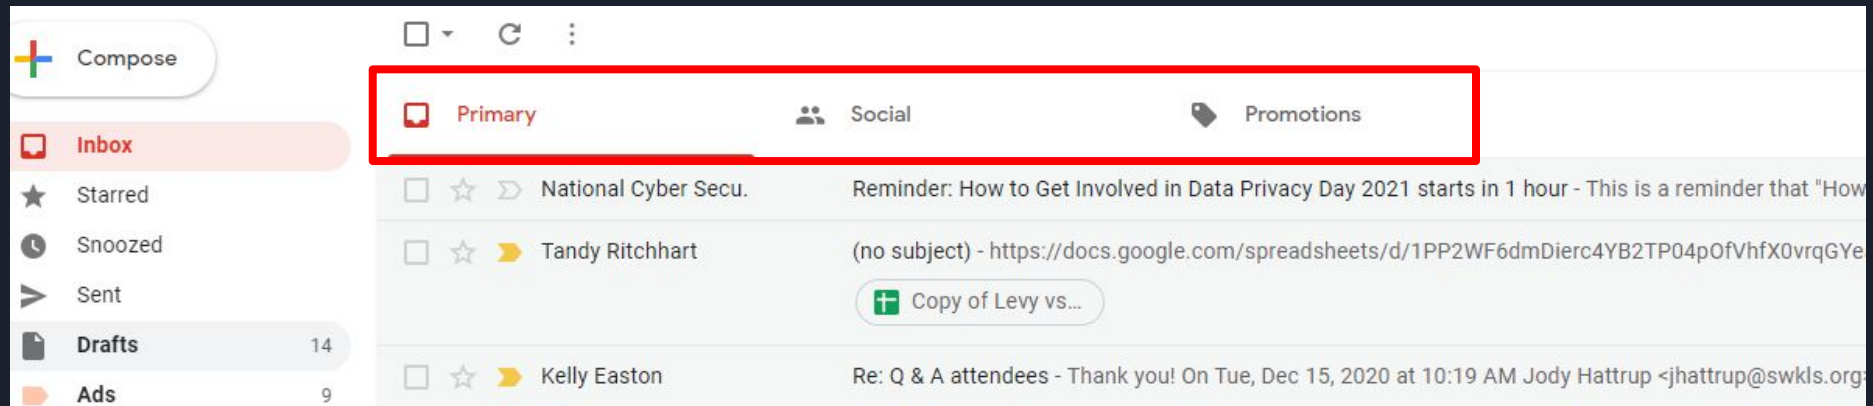 Compose
Inbox
Starred
Snoozed
Sent
Drafts 14
Ads 9
Primary Social Promotions
National Cyber Secu. Reminder: How to Get Involved in Data Privacy Day 2021 starts in 1 hour - This is a reminder that "How
Tandy Ritchhart (no subject) - https://docs.google.com/spreadsheets/d/1PP2WF6dmDierc4YB2TP04pOfVhfX0vrqGYe
Copy of Levy vs...
Kelly Easton Re: Q & A attendees - Thank you! On Tue, Dec 15, 2020 at 10:19 AM Jody Hattrup <jhattrup@swkls.org